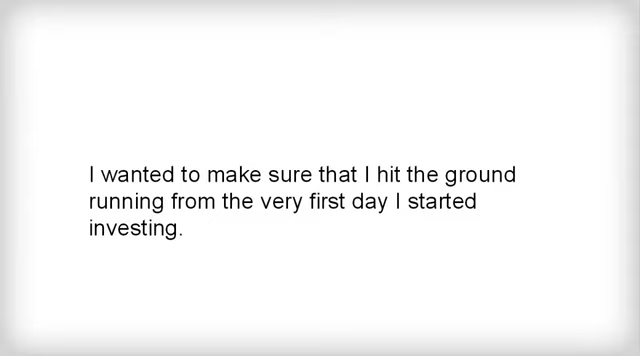 I wanted to make sure that I hit the ground
running from the very first day I started
investing.